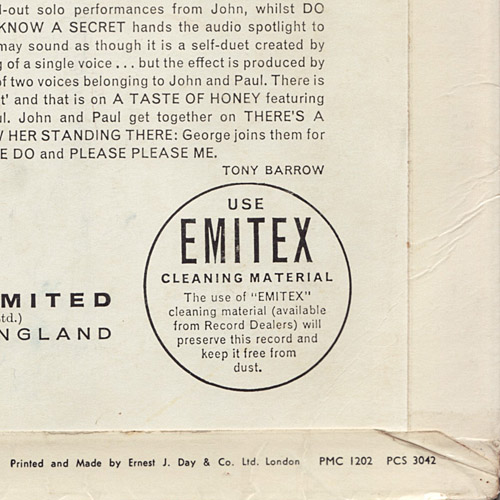 l-out solo performances from John, whilst DO
KNOW A SECRET hands the audio spotlight to
may sound as though it is a self-duet created by
of a single voice ... but the effect is produced by
of two voices belonging to John and Paul. There is
t' and that is on A TASTE OF HONEY featuring
ul. John and Paul get together on THERE'S A
HER STANDING THERE: George joins them for
E DO and PLEASE PLEASE ME.
TONY BARROW
USE
EMITEX
CLEANING MATERIAL
The use of "EMITEX"
cleaning material (available
from Record Dealers) will
preserve this record and
keep it free from
dust.
MITED
td.)
NGLAND
Printed and Made by Ernest J. Day & Co. Ltd. London PMC 1202 PCS 3042